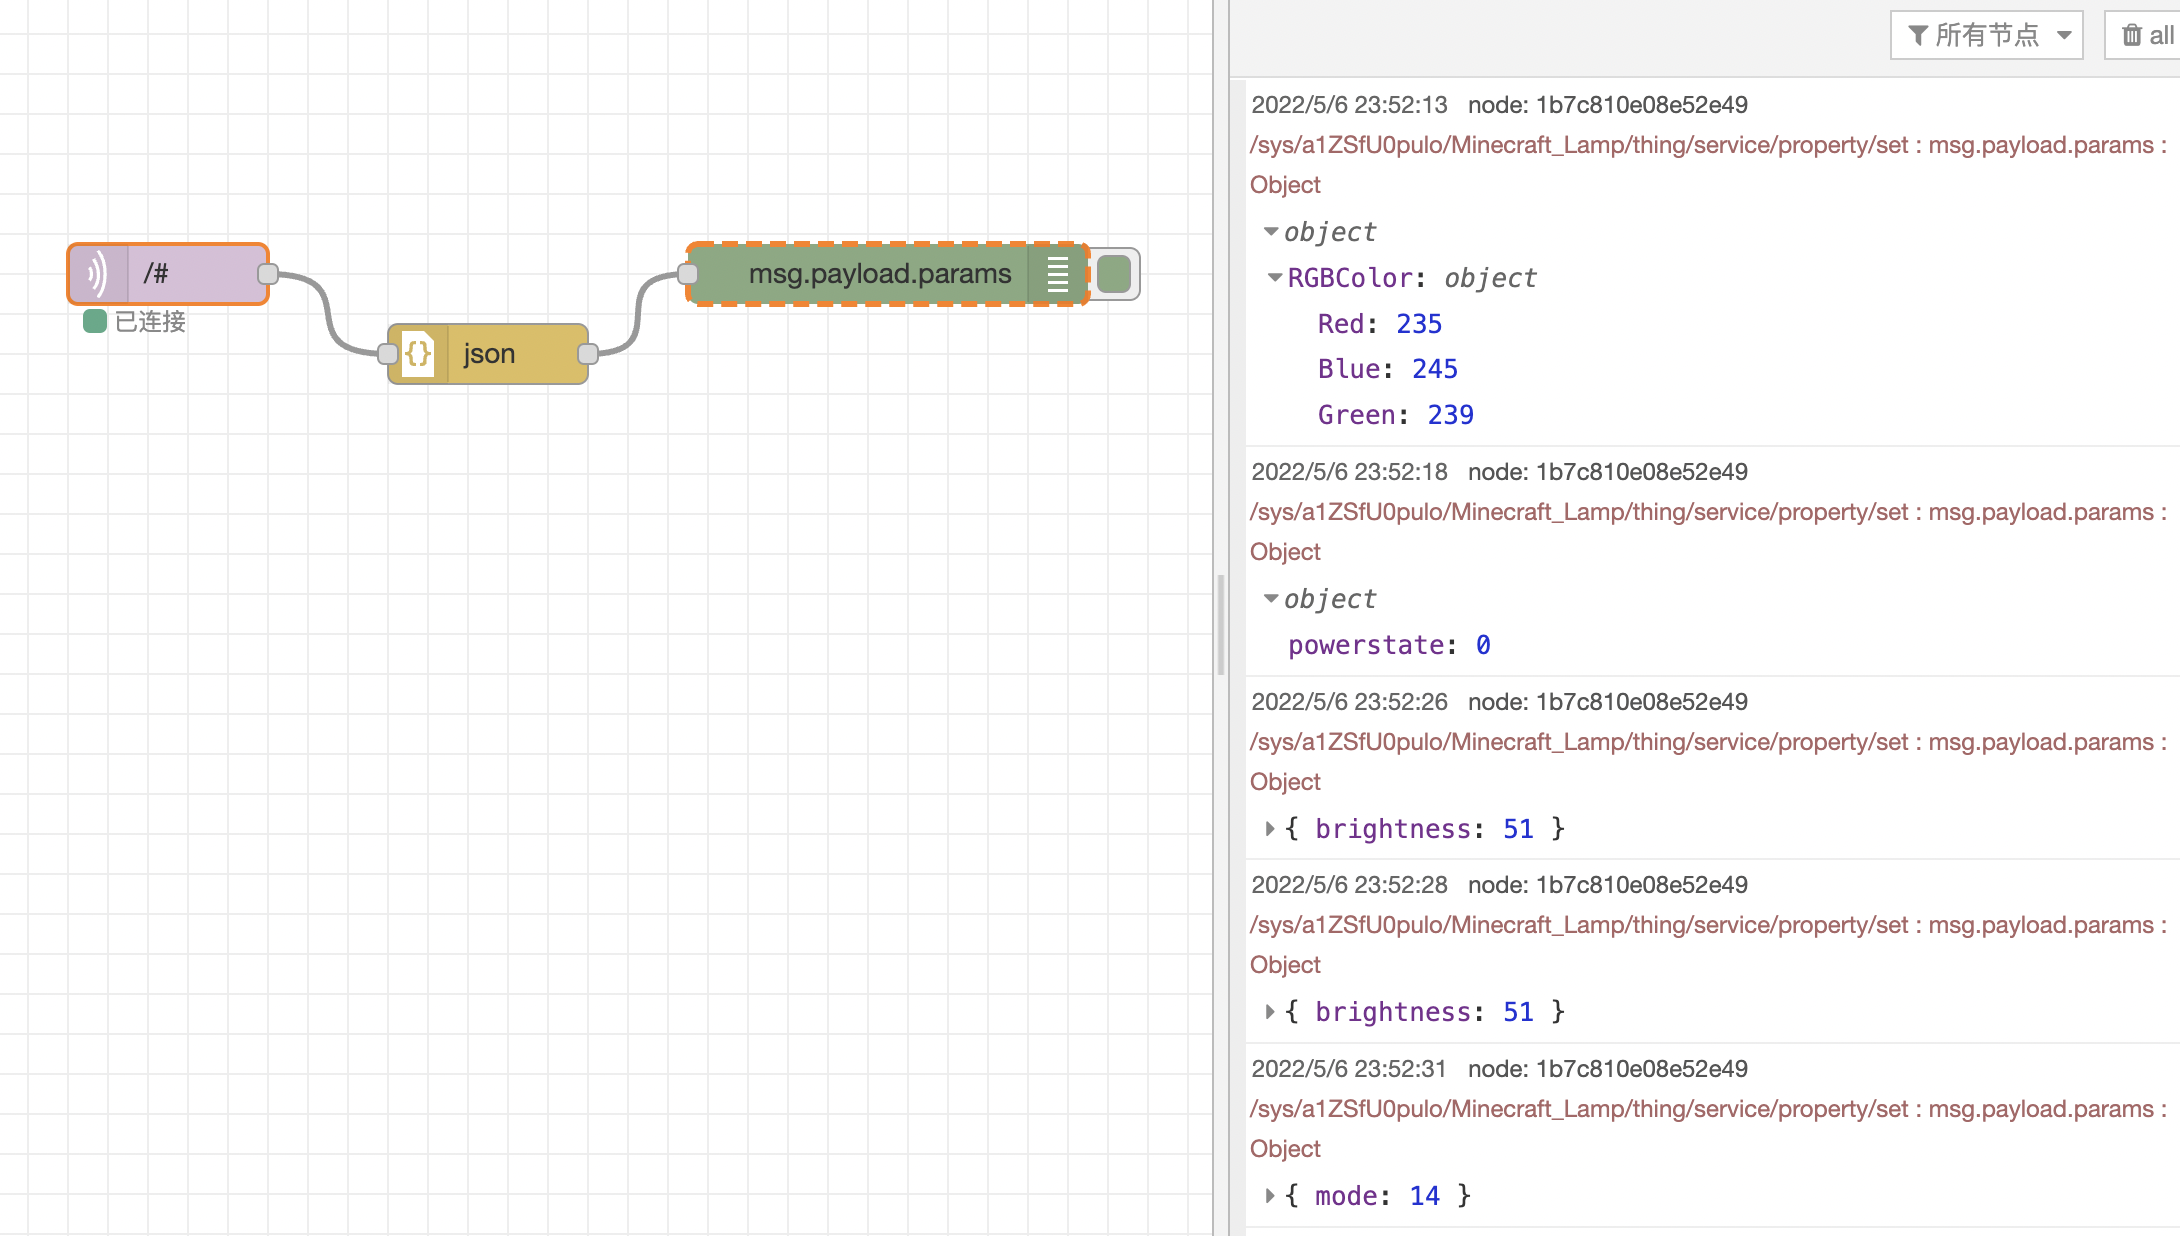 /#
已连接
json
msg.payload.params
所有节点
all
2022/5/6 23:52:13 node: 1b7c810e08e52e49
/sys/a1ZSfU0pulo/Minecraft_Lamp/thing/service/property/set : msg.payload.params :
Object
object
RGBColor: object
Red: 235
Blue: 245
Green: 239
2022/5/6 23:52:18 node: 1b7c810e08e52e49
/sys/a1ZSfU0pulo/Minecraft_Lamp/thing/service/property/set : msg.payload.params :
Object
object
powerstate: 0
2022/5/6 23:52:26 node: 1b7c810e08e52e49
/sys/a1ZSfU0pulo/Minecraft_Lamp/thing/service/property/set : msg.payload.params :
Object
{ brightness: 51 }
2022/5/6 23:52:28 node: 1b7c810e08e52e49
/sys/a1ZSfU0pulo/Minecraft_Lamp/thing/service/property/set : msg.payload.params :
Object
{ brightness: 51 }
2022/5/6 23:52:31 node: 1b7c810e08e52e49
/sys/a1ZSfU0pulo/Minecraft_Lamp/thing/service/property/set : msg.payload.params :
Object
{ mode: 14 }